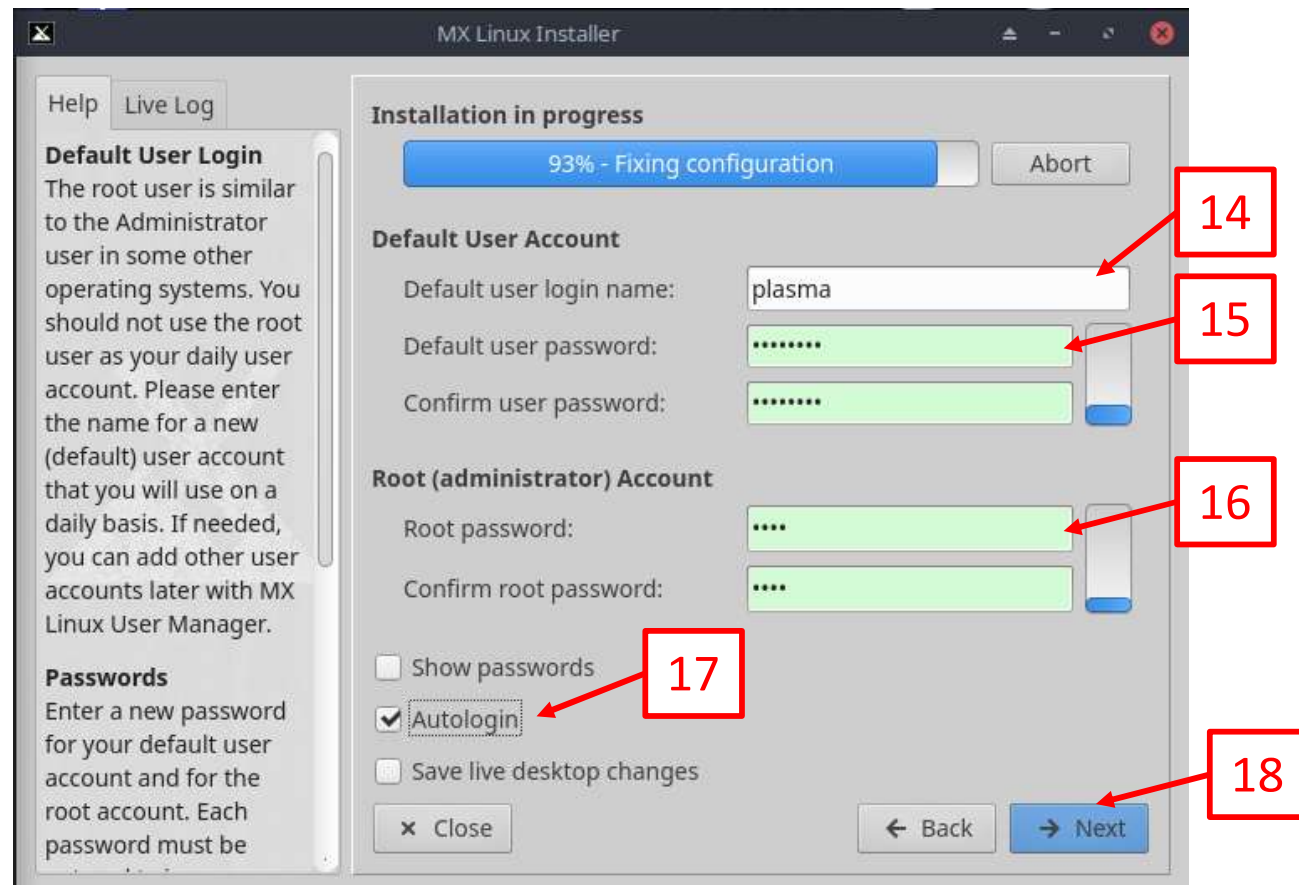 MX Linux Installer
Help
Live Log
Default User Login
The root user is similar
to the Administrator
user in some other
operating systems. You
should not use the root
user as your daily user
account. Please enter
the name for a new
(default) user account
that you will use on a
daily basis. If needed,
you can add other user
accounts later with MX
Linux User Manager.
Passwords
Enter a new password
for your default user
account and for the
root account. Each
password must be
Installation in progress
93% - Fixing configuration
Abort
14
Default User Account
Default user login name:
plasma
15
Default user password:
••••••••
Confirm user password:
••••••••
Root (administrator) Account
16
Root password:
••••
Confirm root password:
••••
Show passwords
17
Autologin
Save live desktop changes
18
× Close
← Back
→ Next